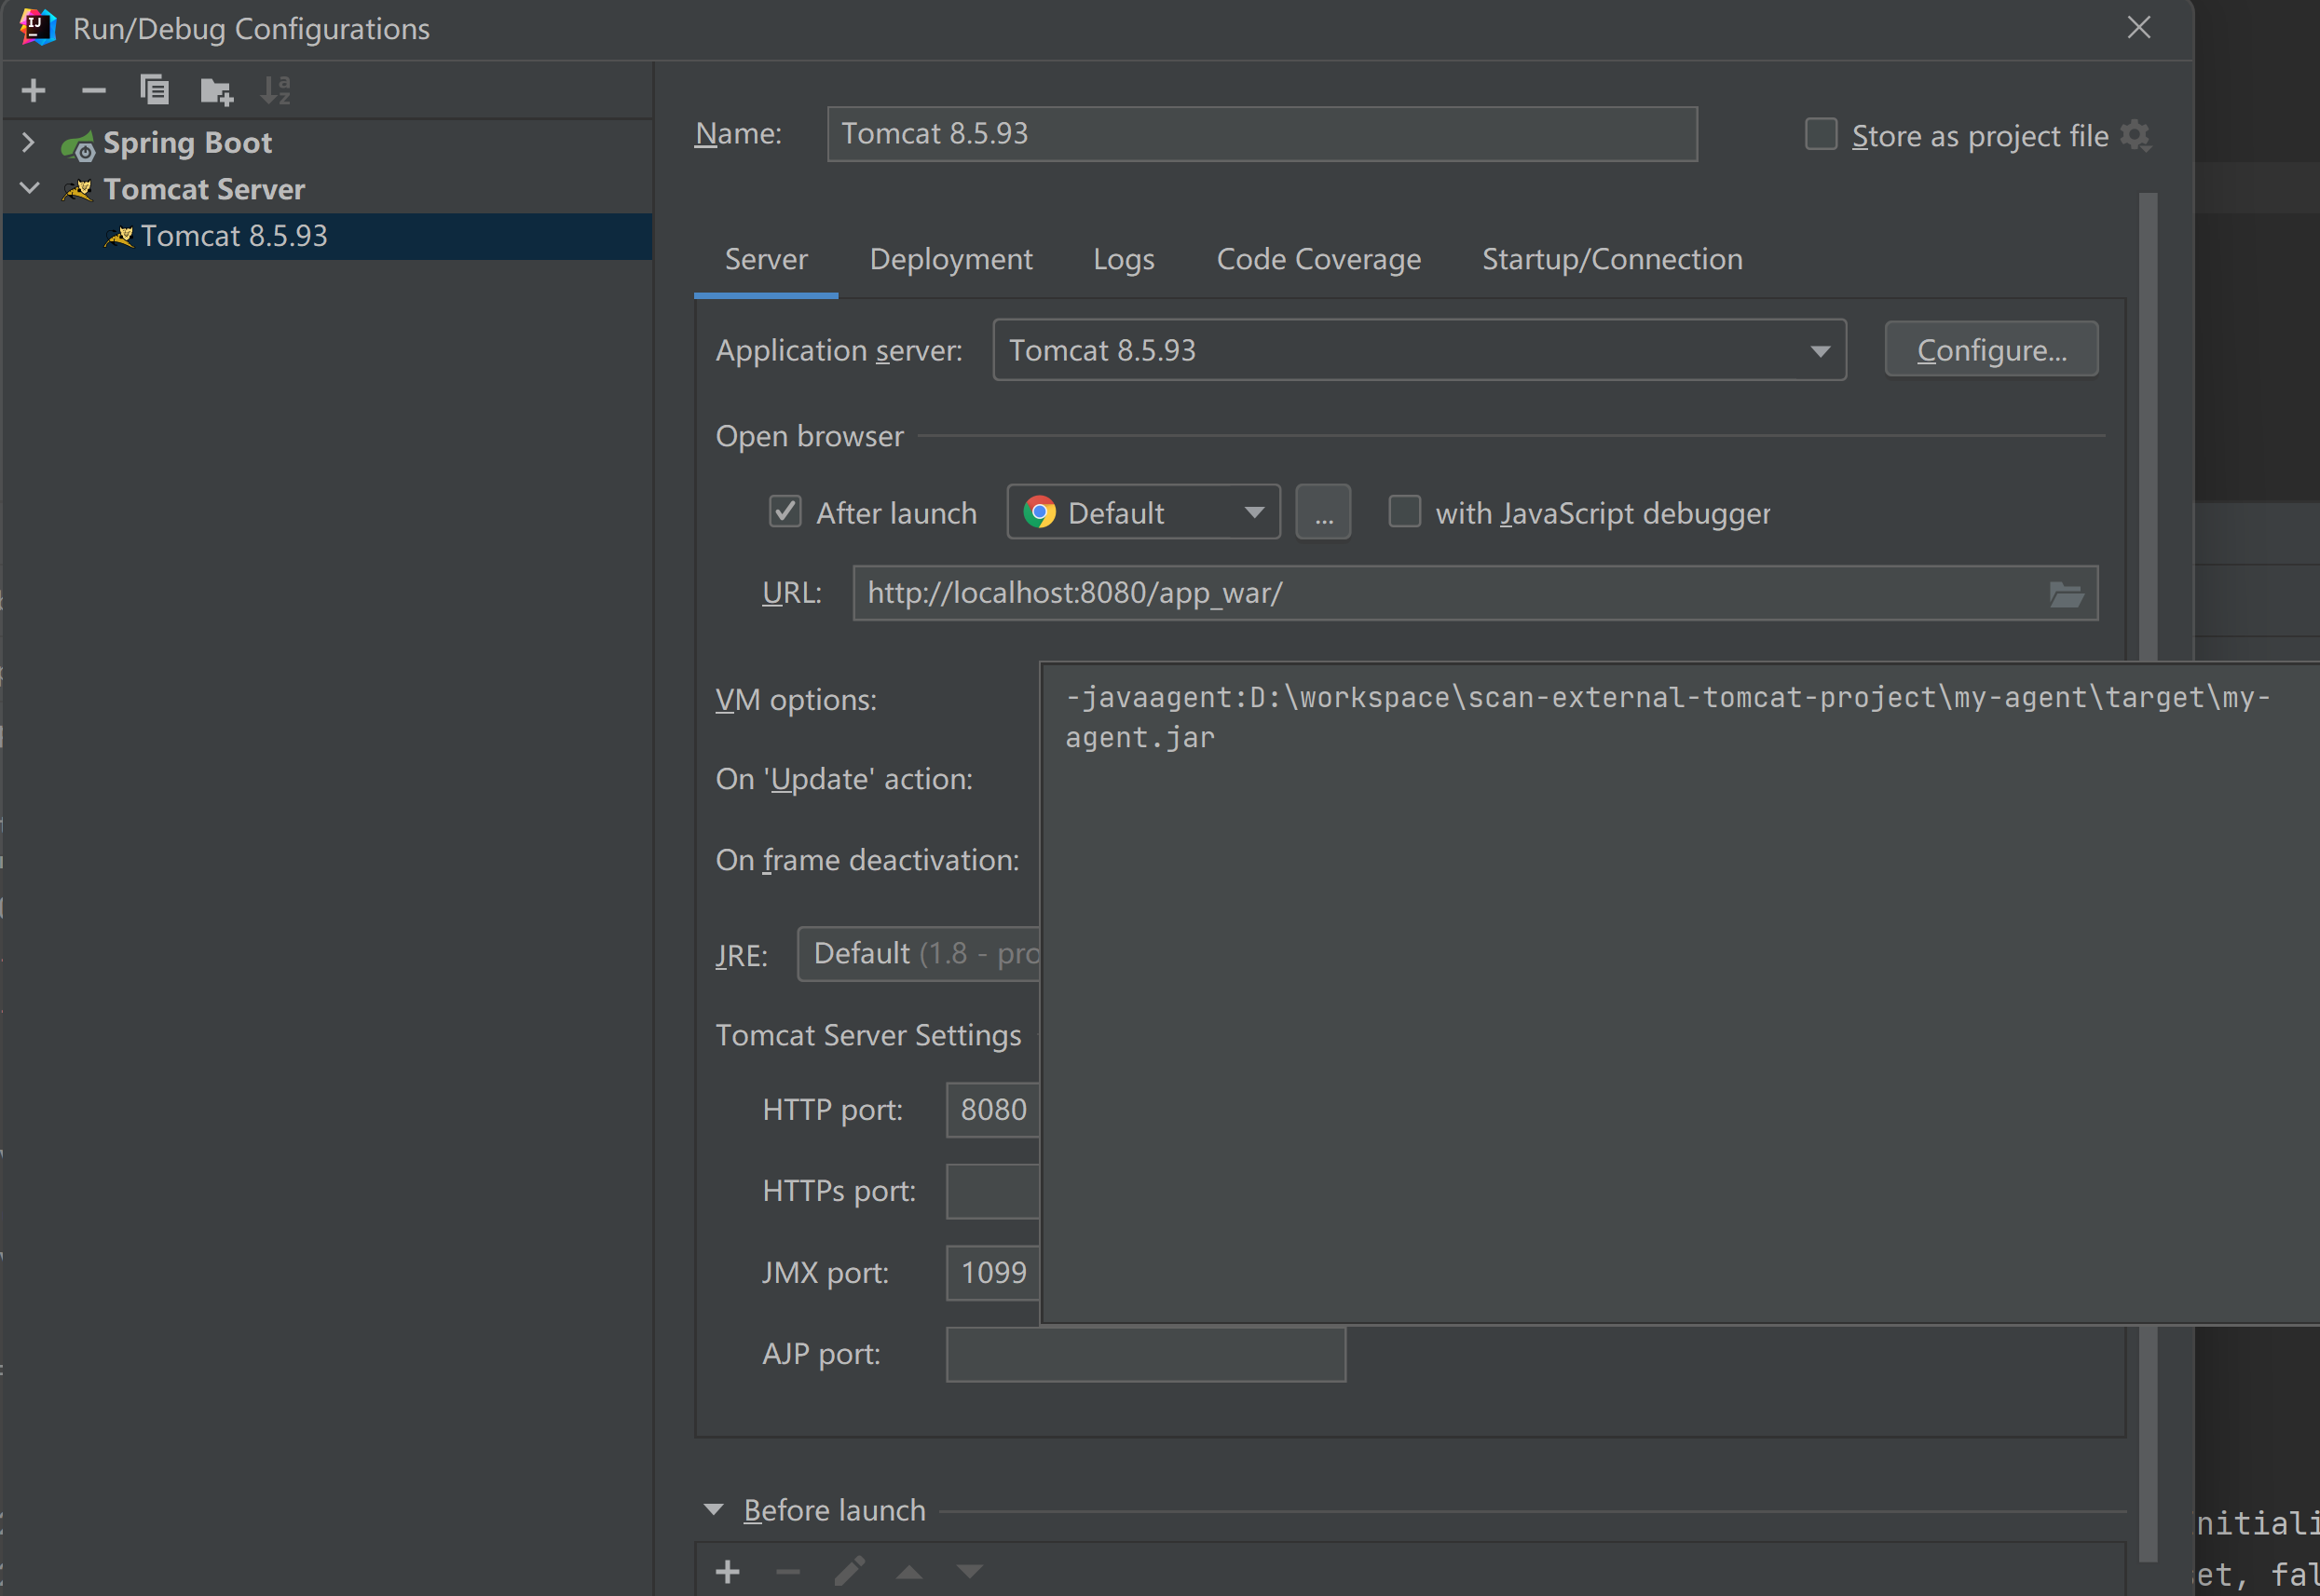 Run/Debug Configurations
Spring Boot
Tomcat Server
Tomcat 8.5.93
Name: Tomcat 8.5.93 Store as project file
Server Deployment Logs Code Coverage Startup/Connection
Application server: Tomcat 8.5.93 Configure...
Open browser
After launch Default ... with JavaScript debugger
URL: http://localhost:8080/app_war/
VM options: -javaagent:D:\workspace\scan-external-tomcat-project\my-agent\target\my-
agent.jar
On 'Update' action:
On frame deactivation:
JRE: Default (1.8 - pro
Tomcat Server Settings
HTTP port: 8080
HTTPs port:
JMX port: 1099
AJP port:
Before launch
nitiali
et, fal